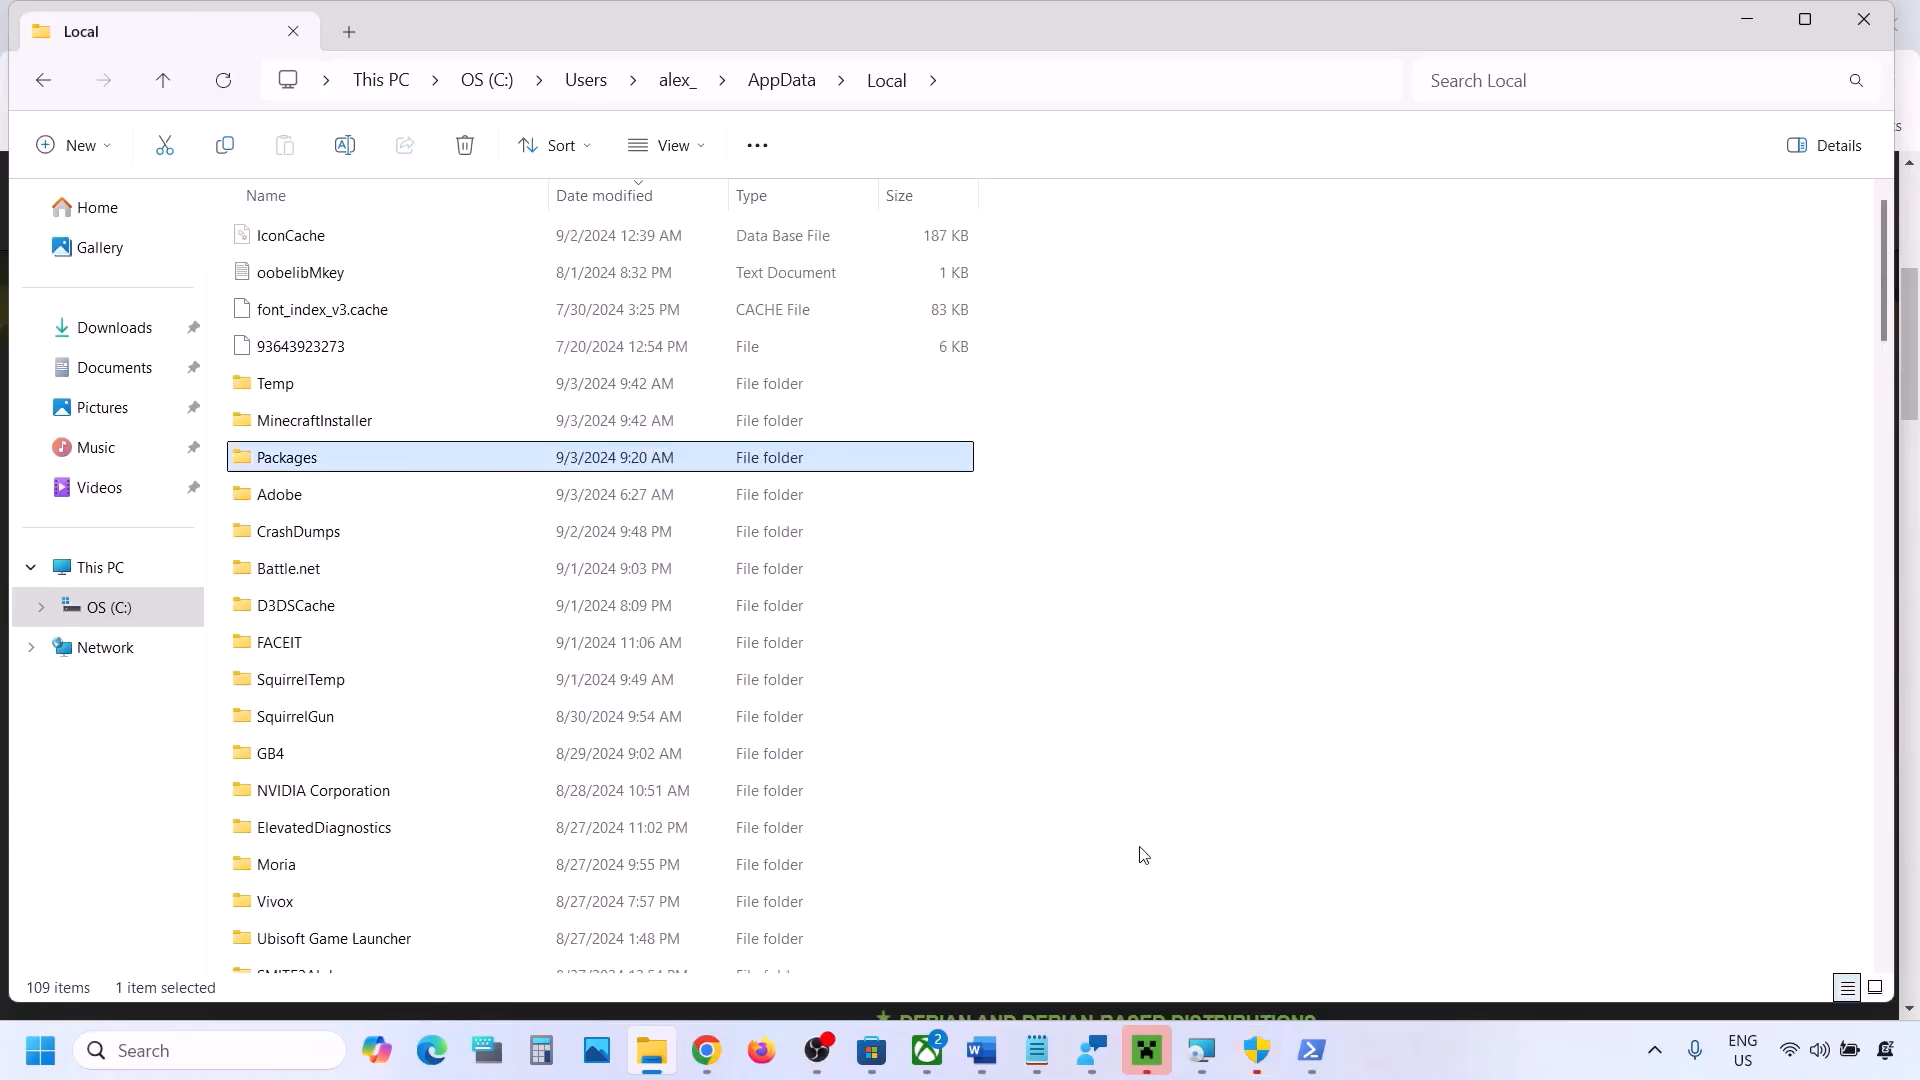 Local
This PC
OS (C:)
Users
alex_
AppData
Local
Search Local
New
Sort
View
Details
Name
Date modified
Type
Size
Home
Gallery
Downloads
Documents
Pictures
Music
Videos
This PC
OS (C:)
Network
IconCache 9/2/2024 12:39 AM Data Base File 187 KB
oobelibMkey 8/1/2024 8:32 PM Text Document 1 KB
font_index_v3.cache 7/30/2024 3:25 PM CACHE File 83 KB
93643923273 7/20/2024 12:54 PM File 6 KB
Temp 9/3/2024 9:42 AM File folder
MinecraftInstaller 9/3/2024 9:42 AM File folder
Packages 9/3/2024 9:20 AM File folder
Adobe 9/3/2024 6:27 AM File folder
CrashDumps 9/2/2024 9:48 PM File folder
Battle.net 9/1/2024 9:03 PM File folder
D3DSCache 9/1/2024 8:09 PM File folder
FACEIT 9/1/2024 11:06 AM File folder
SquirrelTemp 9/1/2024 9:49 AM File folder
SquirrelGun 8/30/2024 9:54 AM File folder
GB4 8/29/2024 9:02 AM File folder
NVIDIA Corporation 8/28/2024 10:51 AM File folder
ElevatedDiagnostics 8/27/2024 11:02 PM File folder
Moria 8/27/2024 9:55 PM File folder
Vivox 8/27/2024 7:57 PM File folder
Ubisoft Game Launcher 8/27/2024 1:48 PM File folder
109 items 1 item selected
DEBIAN AND DEBIAN BASED DISTRIBUTIONS
Search
2
ENG
US